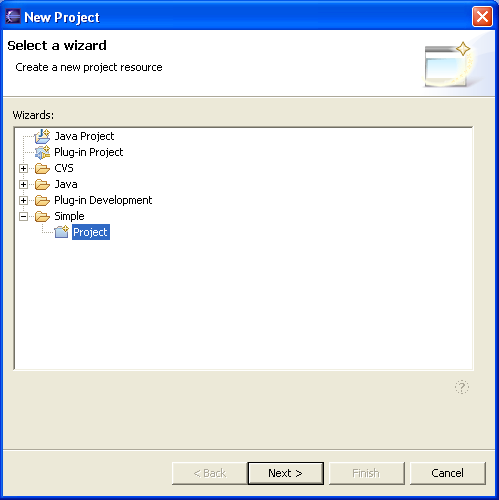 New Project
Select a wizard
Create a new project resource
Wizards:
Java Project
Plug-in Project
CVS
Java
Plug-in Development
Simple
Project
?
< Back Next > Finish Cancel